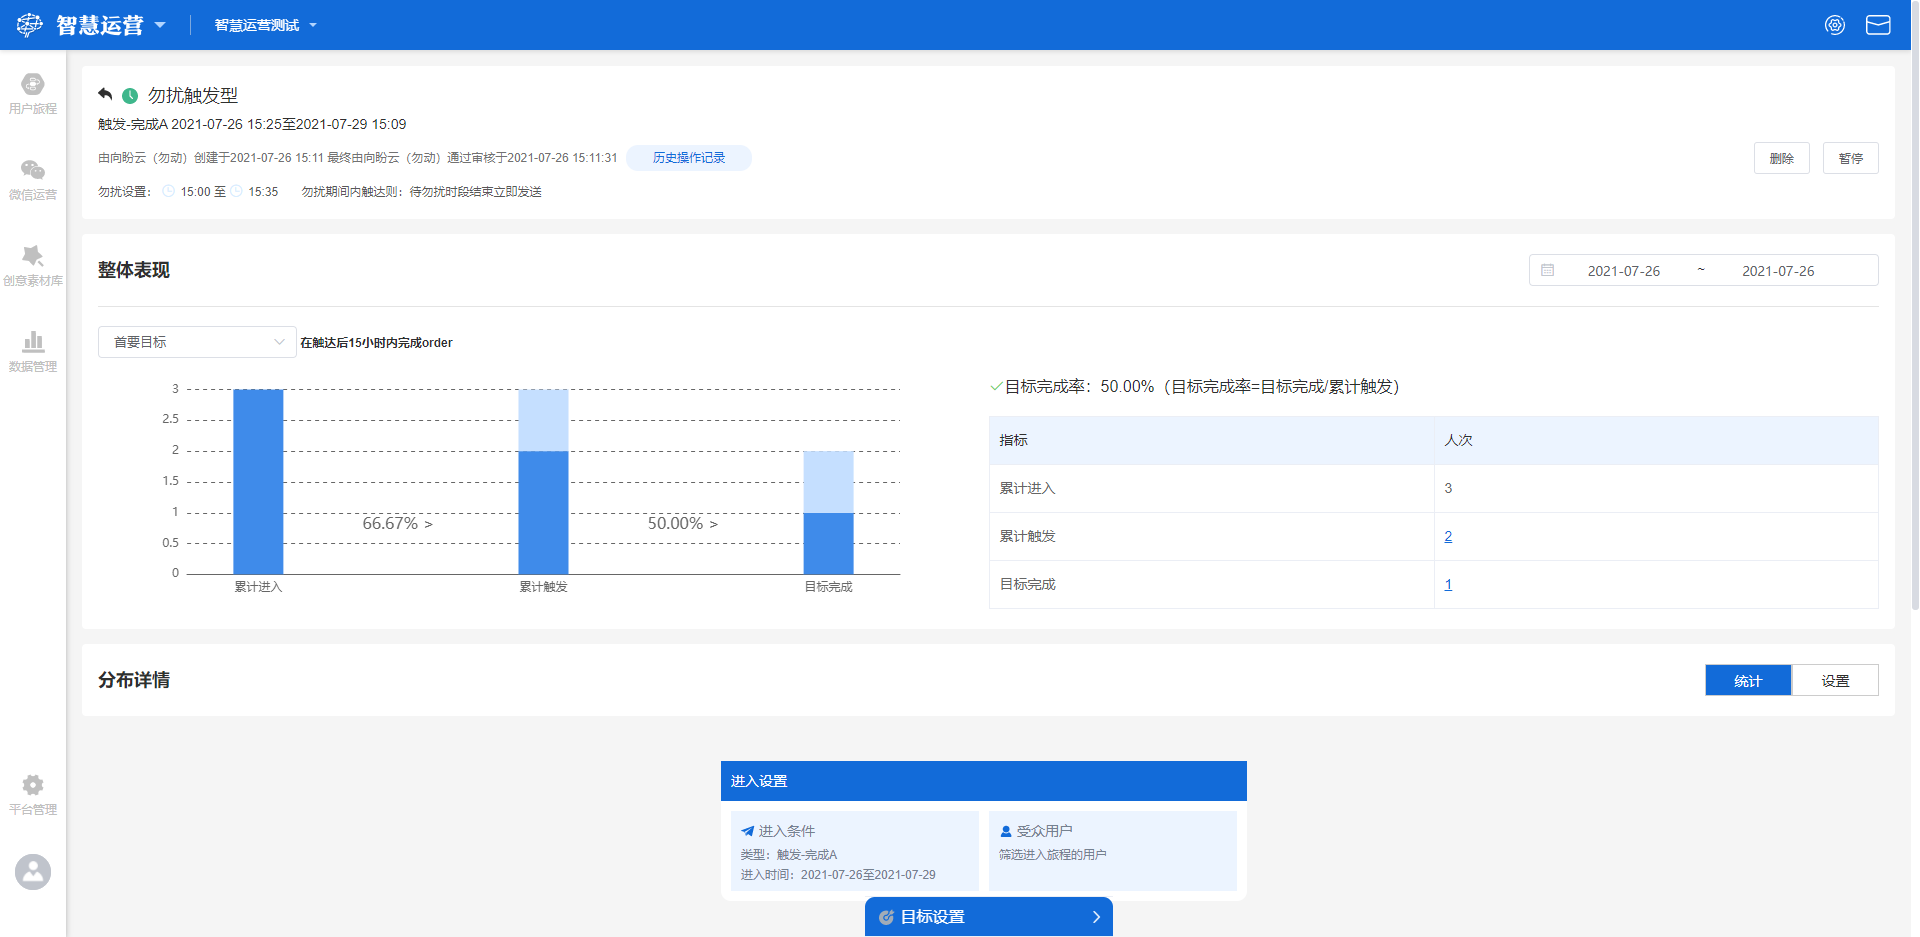 智慧运营
智慧运营测试
用户旅程
微信运营
创意素材库
数据管理
平台管理
勿扰触发型
触发-完成A 2021-07-26 15:25至2021-07-29 15:09
由向盼云（勿动）创建于2021-07-26 15:11 最终由向盼云（勿动）通过审核于2021-07-26 15:11:31
历史操作记录
删除
暂停
勿扰设置： 15:00 至 15:35 勿扰期间内触达则：待勿扰时段结束立即发送
整体表现
2021-07-26 ~ 2021-07-26
首要目标
在触达后15小时内完成order
3
2.5
2
1.5
1
0.5
0
66.67% >
50.00% >
累计进入
累计触发
目标完成
目标完成率：50.00%（目标完成率=目标完成/累计触发）
指标 人次
累计进入 3
累计触发 2
目标完成 1
分布详情
统计
设置
进入设置
进入条件
类型：触发-完成A
进入时间：2021-07-26至2021-07-29
受众用户
筛选进入旅程的用户
目标设置